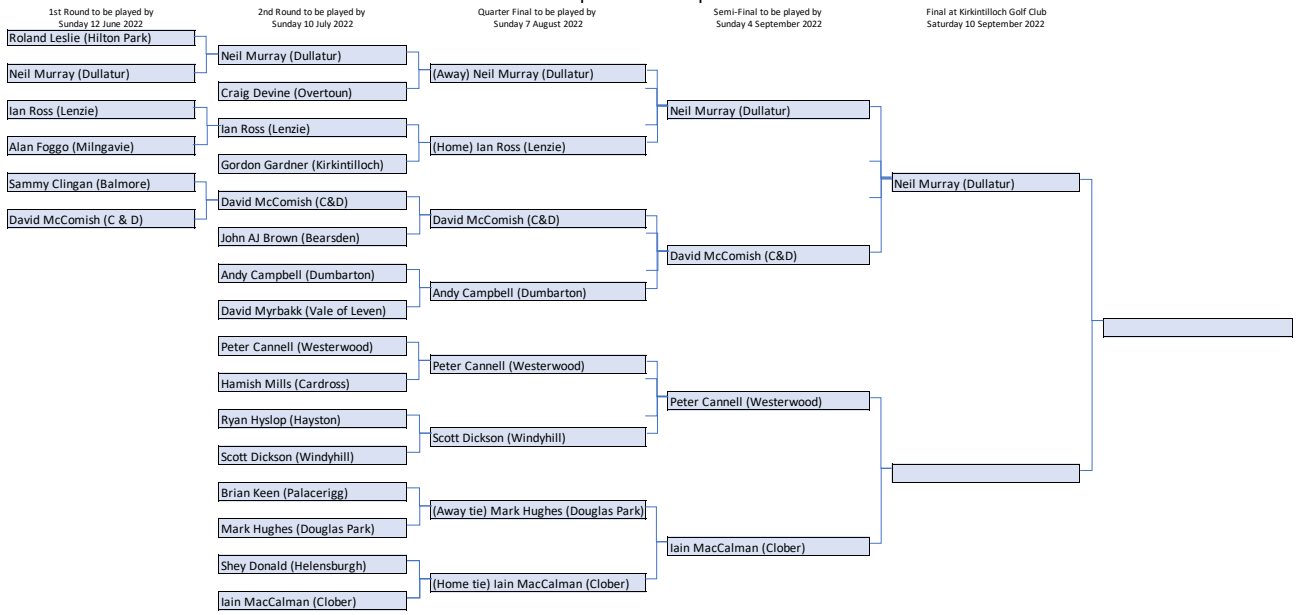 1st Round to be played by
Sunday 12 June 2022
2nd Round to be played by
Sunday 10 July 2022
Quarter Final to be played by
Sunday 7 August 2022
Semi-Final to be played by
Sunday 4 September 2022
Final at Kirkintilloch Golf Club
Saturday 10 September 2022
Roland Leslie (Hilton Park)
Neil Murray (Dullatur)
Ian Ross (Lenzie)
Alan Foggo (Milngavie)
Sammy Clingan (Balmore)
David McComish (C & D)
Neil Murray (Dullatur)
Craig Devine (Overtoun)
Ian Ross (Lenzie)
Gordon Gardner (Kirkintilloch)
David McComish (C&D)
John AJ Brown (Bearsden)
Andy Campbell (Dumbarton)
David Myrbakk (Vale of Leven)
Peter Cannell (Westerwood)
Hamish Mills (Cardross)
Ryan Hyslop (Hayston)
Scott Dickson (Windyhill)
Brian Keen (Palacerigg)
Mark Hughes (Douglas Park)
Shey Donald (Helensburgh)
Iain MacCalman (Clober)
(Away) Neil Murray (Dullatur)
(Home) Ian Ross (Lenzie)
David McComish (C&D)
Andy Campbell (Dumbarton)
Peter Cannell (Westerwood)
Scott Dickson (Windyhill)
(Away tie) Mark Hughes (Douglas Park)
(Home tie) Iain MacCalman (Clober)
Neil Murray (Dullatur)
David McComish (C&D)
Peter Cannell (Westerwood)
Iain MacCalman (Clober)
Neil Murray (Dullatur)